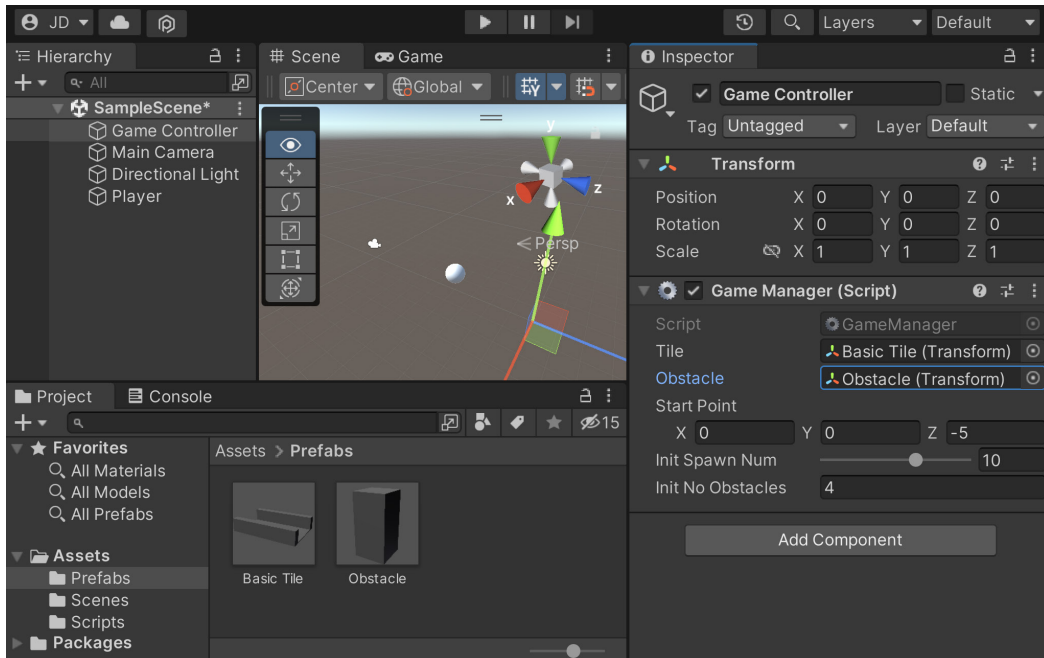 JD
Layers
Default
Hierarchy
All
SampleScene*
Game Controller
Main Camera
Directional Light
Player
Scene
Game
Center
Global
y
x
z
Persp
Inspector
Game Controller
Static
Tag Untagged Layer Default
Transform
Position X 0 Y 0 Z 0
Rotation X 0 Y 0 Z 0
Scale X 1 Y 1 Z 1
Game Manager (Script)
Script GameManager
Tile Basic Tile (Transform)
Obstacle Obstacle (Transform)
Start Point
X 0 Y 0 Z -5
Init Spawn Num 10
Init No Obstacles 4
Add Component
Project
Console
15
Favorites
All Materials
All Models
All Prefabs
Assets
Prefabs
Scenes
Scripts
Packages
Assets > Prefabs
Basic Tile
Obstacle